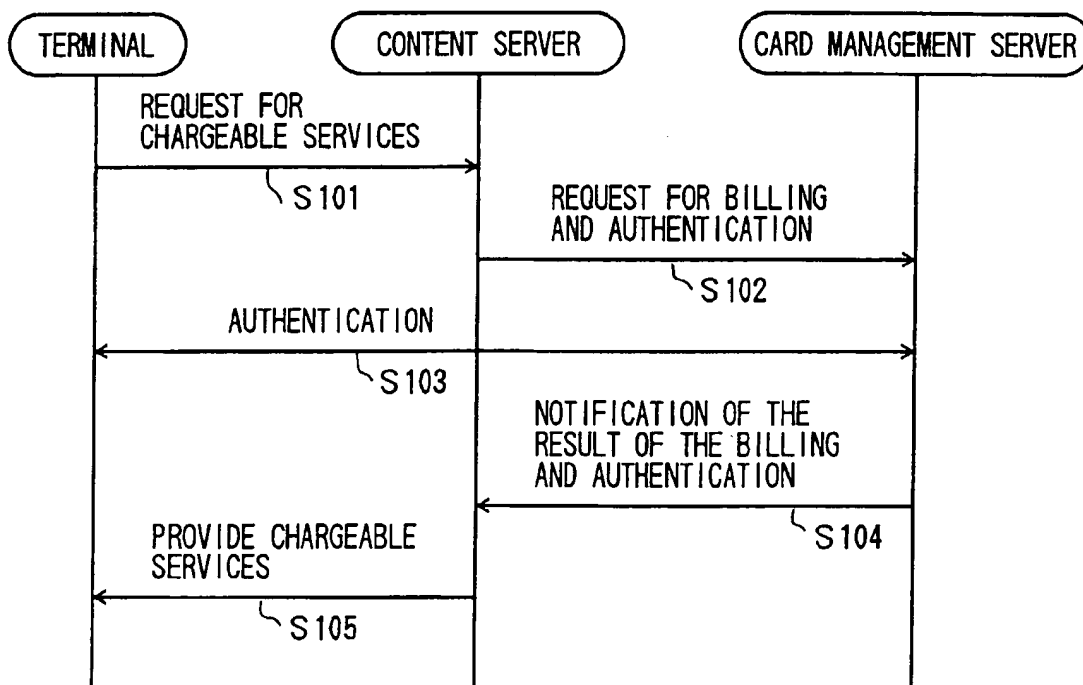 TERMINAL
CONTENT SERVER
CARD MANAGEMENT SERVER
REQUEST FOR
CHARGEABLE SERVICES
S101
REQUEST FOR BILLING
AND AUTHENTICATION
S102
AUTHENTICATION
S103
NOTIFICATION OF THE
RESULT OF THE BILLING
AND AUTHENTICATION
S104
PROVIDE CHARGEABLE
SERVICES
S105